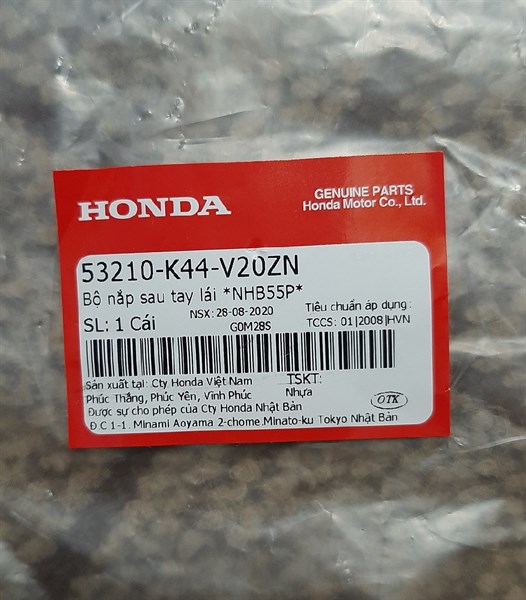 HONDA
GENUINE PARTS
Honda Motor Co., Ltd.
53210-K44-V20ZN
Bộ nắp sau tay lái *NHB55P*
NSX: 28-08-2020
Tiêu chuẩn áp dụng :
SL: 1 Cái
G0M28S
TCCS: 01|2008|HVN
Sản xuất tại: Cty Honda Việt Nam
TSKT:
Phúc Thắng, Phúc Yên, Vĩnh Phúc
Nhựa
Được sự cho phép của Cty Honda Nhật Bản
OTK
Đ.C 1-1. Minami Aoyama 2-chome.Minato-ku Tokyo Nhật Bản